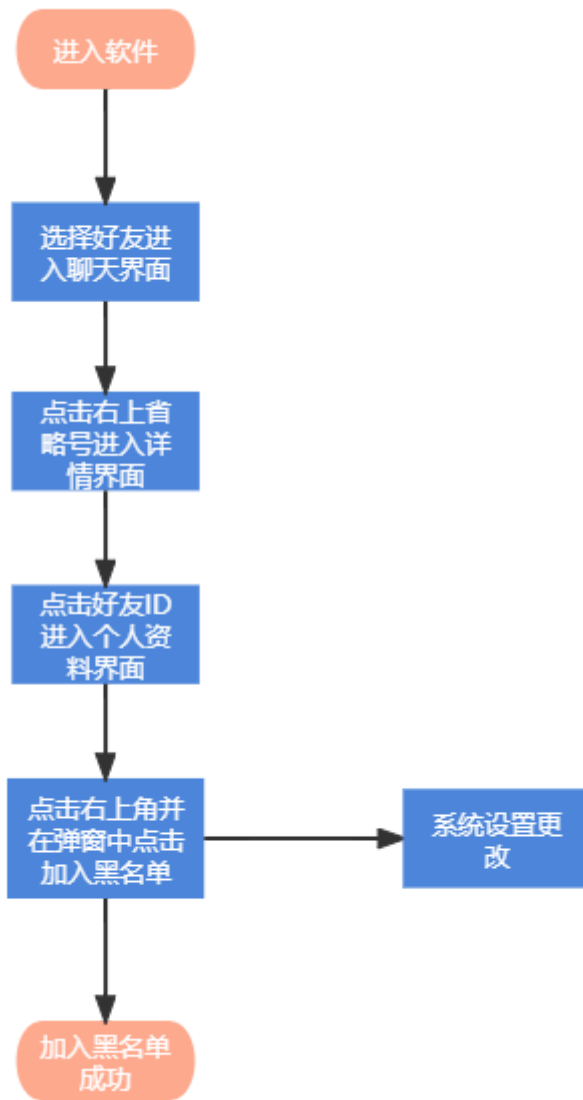 进入软件
选择好友进
入聊天界面
点击右上省
略号进入详
情界面
点击好友ID
进入个人资
料界面
点击右上角并
在弹窗中点击
加入黑名单
系统设置更
改
加入黑名单
成功